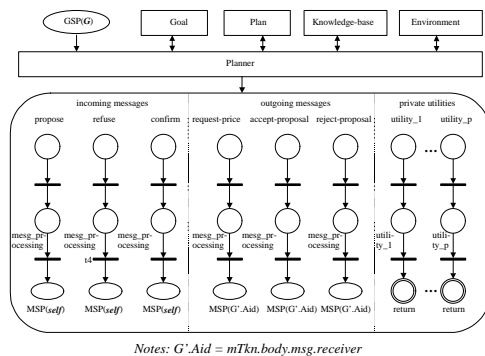 GSP(G) Goal Plan Knowledge-base Environment
Planner
incoming messages outgoing messages private utilities
propose refuse confirm request-price accept-proposal reject-proposal utility_1 utility_p
...
mesg_pr-
ocessing
mesg_pr-
ocessing
mesg_pr-
ocessing
mesg_pr-
ocessing
mesg_pr-
ocessing
mesg_pr-
ocessing
utili-
ty_1
utili-
ty_p
t4
...
MSP(self) MSP(self) MSP(self) MSP(G'.Aid) MSP(G'.Aid) MSP(G'.Aid) return return
Notes: G'.Aid = mTkn.body.msg.receiver